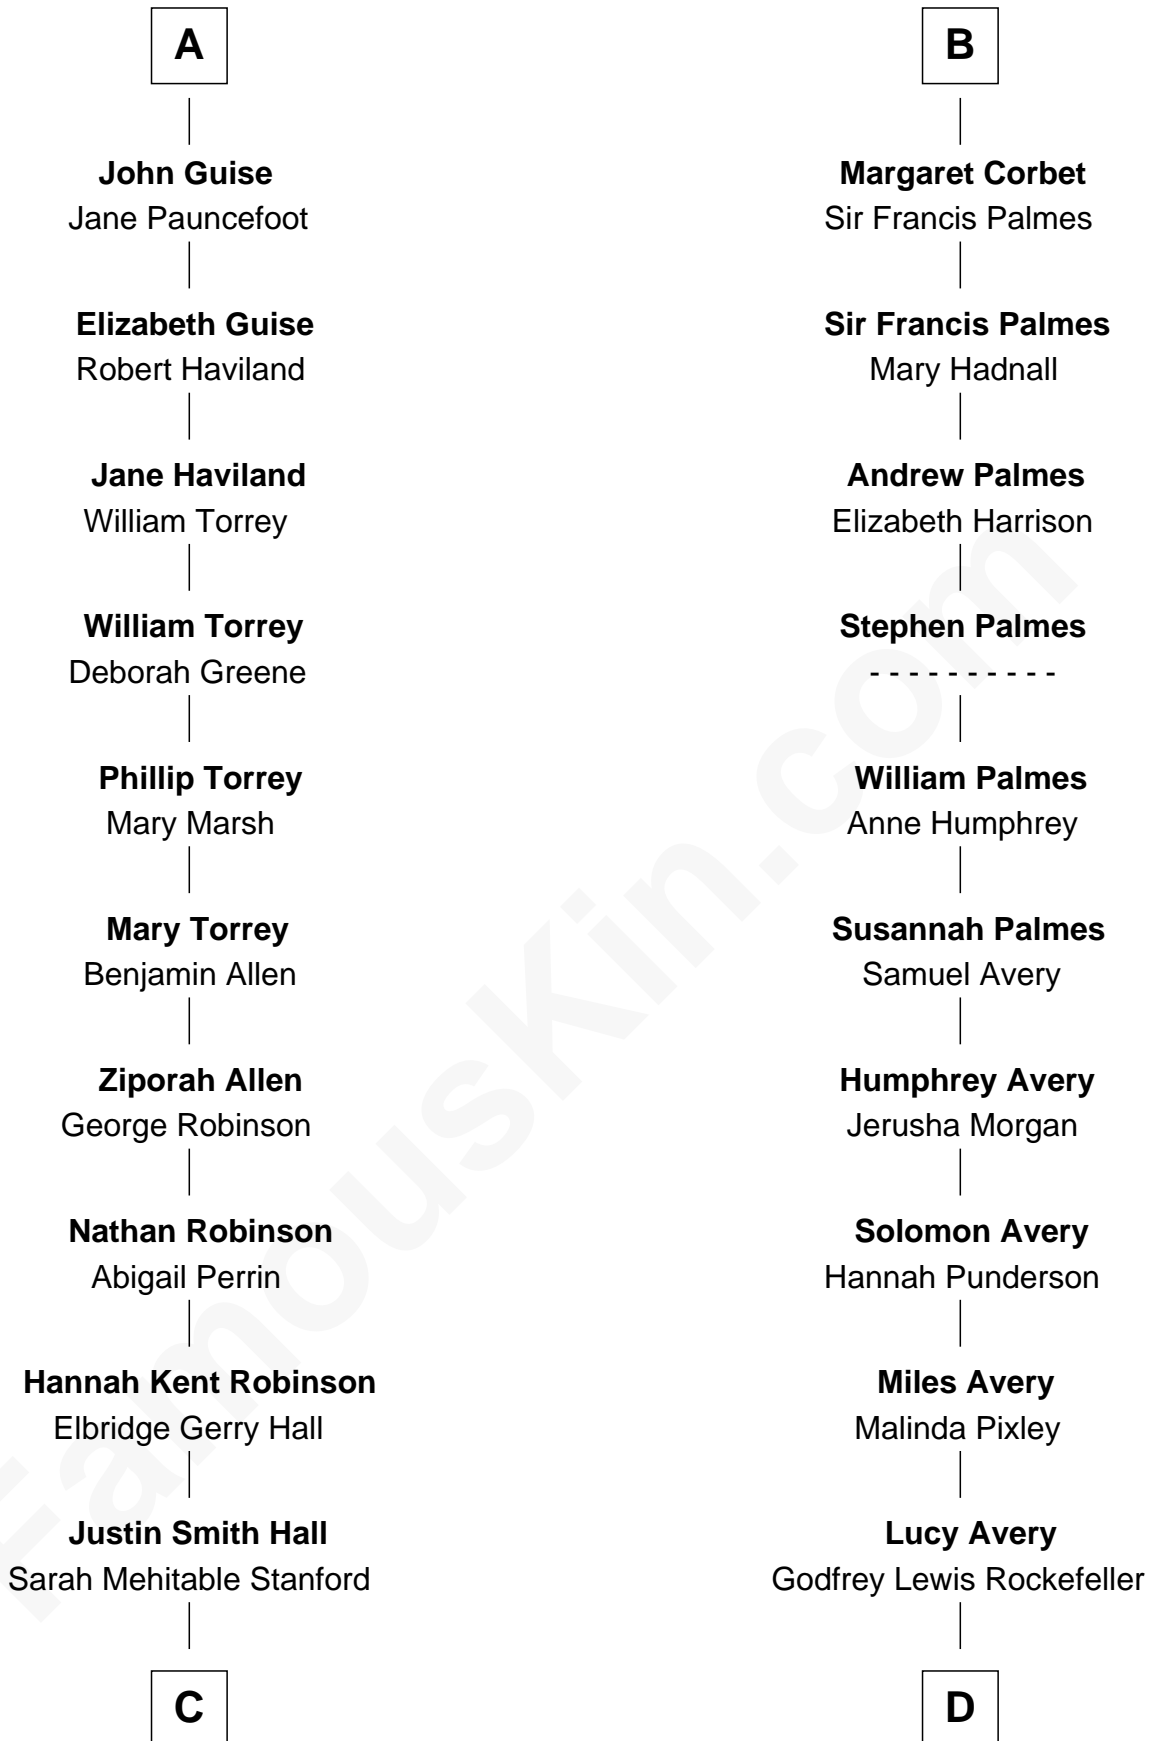 A
John Guise
Jane Pauncefoot
Elizabeth Guise
Robert Haviland
Jane Haviland
William Torrey
William Torrey
Deborah Greene
Phillip Torrey
Mary Marsh
Mary Torrey
Benjamin Allen
Ziporah Allen
George Robinson
Nathan Robinson
Abigail Perrin
Hannah Kent Robinson
Elbridge Gerry Hall
Justin Smith Hall
Sarah Mehitable Stanford
C
B
Margaret Corbet
Sir Francis Palmes
Sir Francis Palmes
Mary Hadnall
Andrew Palmes
Elizabeth Harrison
Stephen Palmes
- - - - - - - - - -
William Palmes
Anne Humphrey
Susannah Palmes
Samuel Avery
Humphrey Avery
Jerusha Morgan
Solomon Avery
Hannah Punderson
Miles Avery
Malinda Pixley
Lucy Avery
Godfrey Lewis Rockefeller
D
FamousKin.com